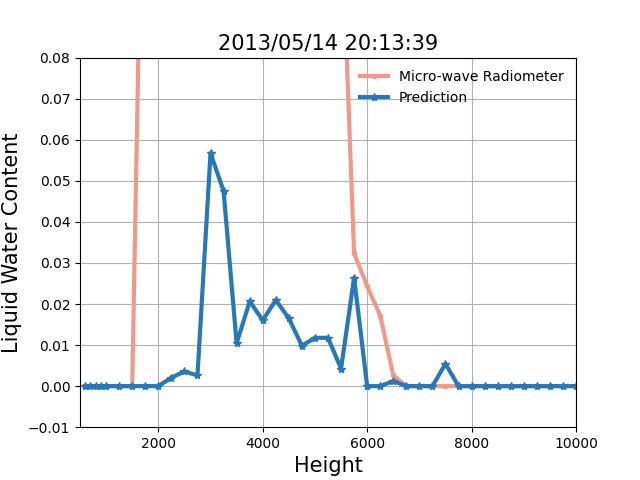 2013/05/14 20:13:39
Micro-wave Radiometer
Prediction
Liquid Water Content
0.08
0.07
0.06
0.05
0.04
0.03
0.02
0.01
0.00
−0.01
2000 4000 6000 8000 10000
Height